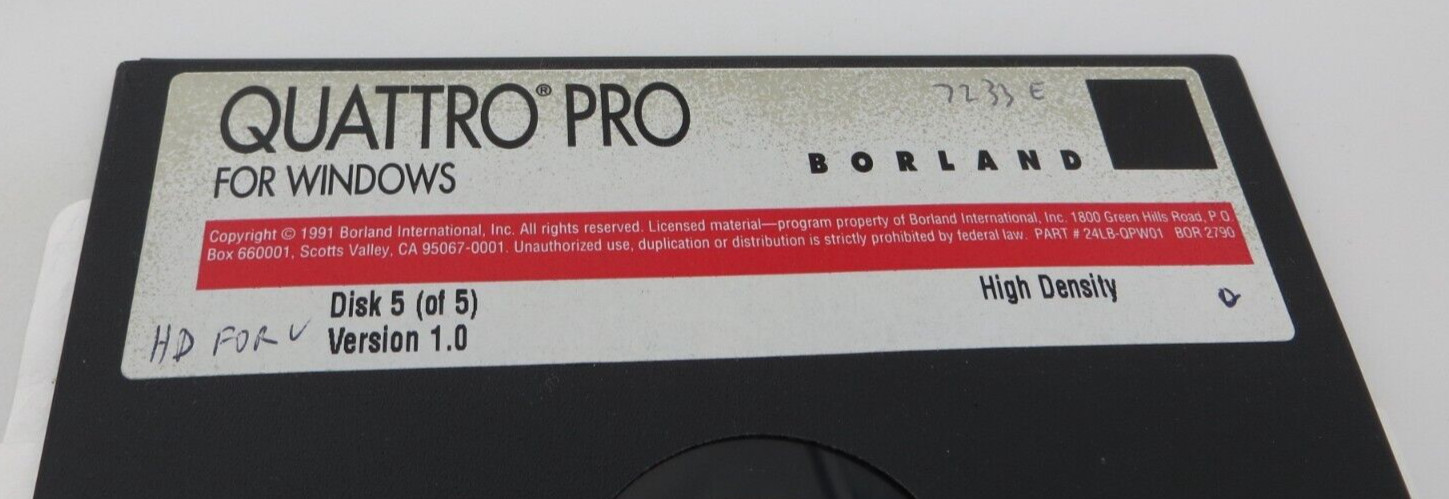 QUATTRO® PRO
7233 E
FOR WINDOWS
BORLAND
Copyright © 1991 Borland International, Inc. All rights reserved. Licensed material—program property of Borland International, Inc. 1800 Green Hills Road, P.O.
Box 660001, Scotts Valley, CA 95067-0001. Unauthorized use, duplication or distribution is strictly prohibited by federal law. PART # 24LB-QPW01 BOR 2790
Disk 5 (of 5)
High Density
HD FOR
Version 1.0